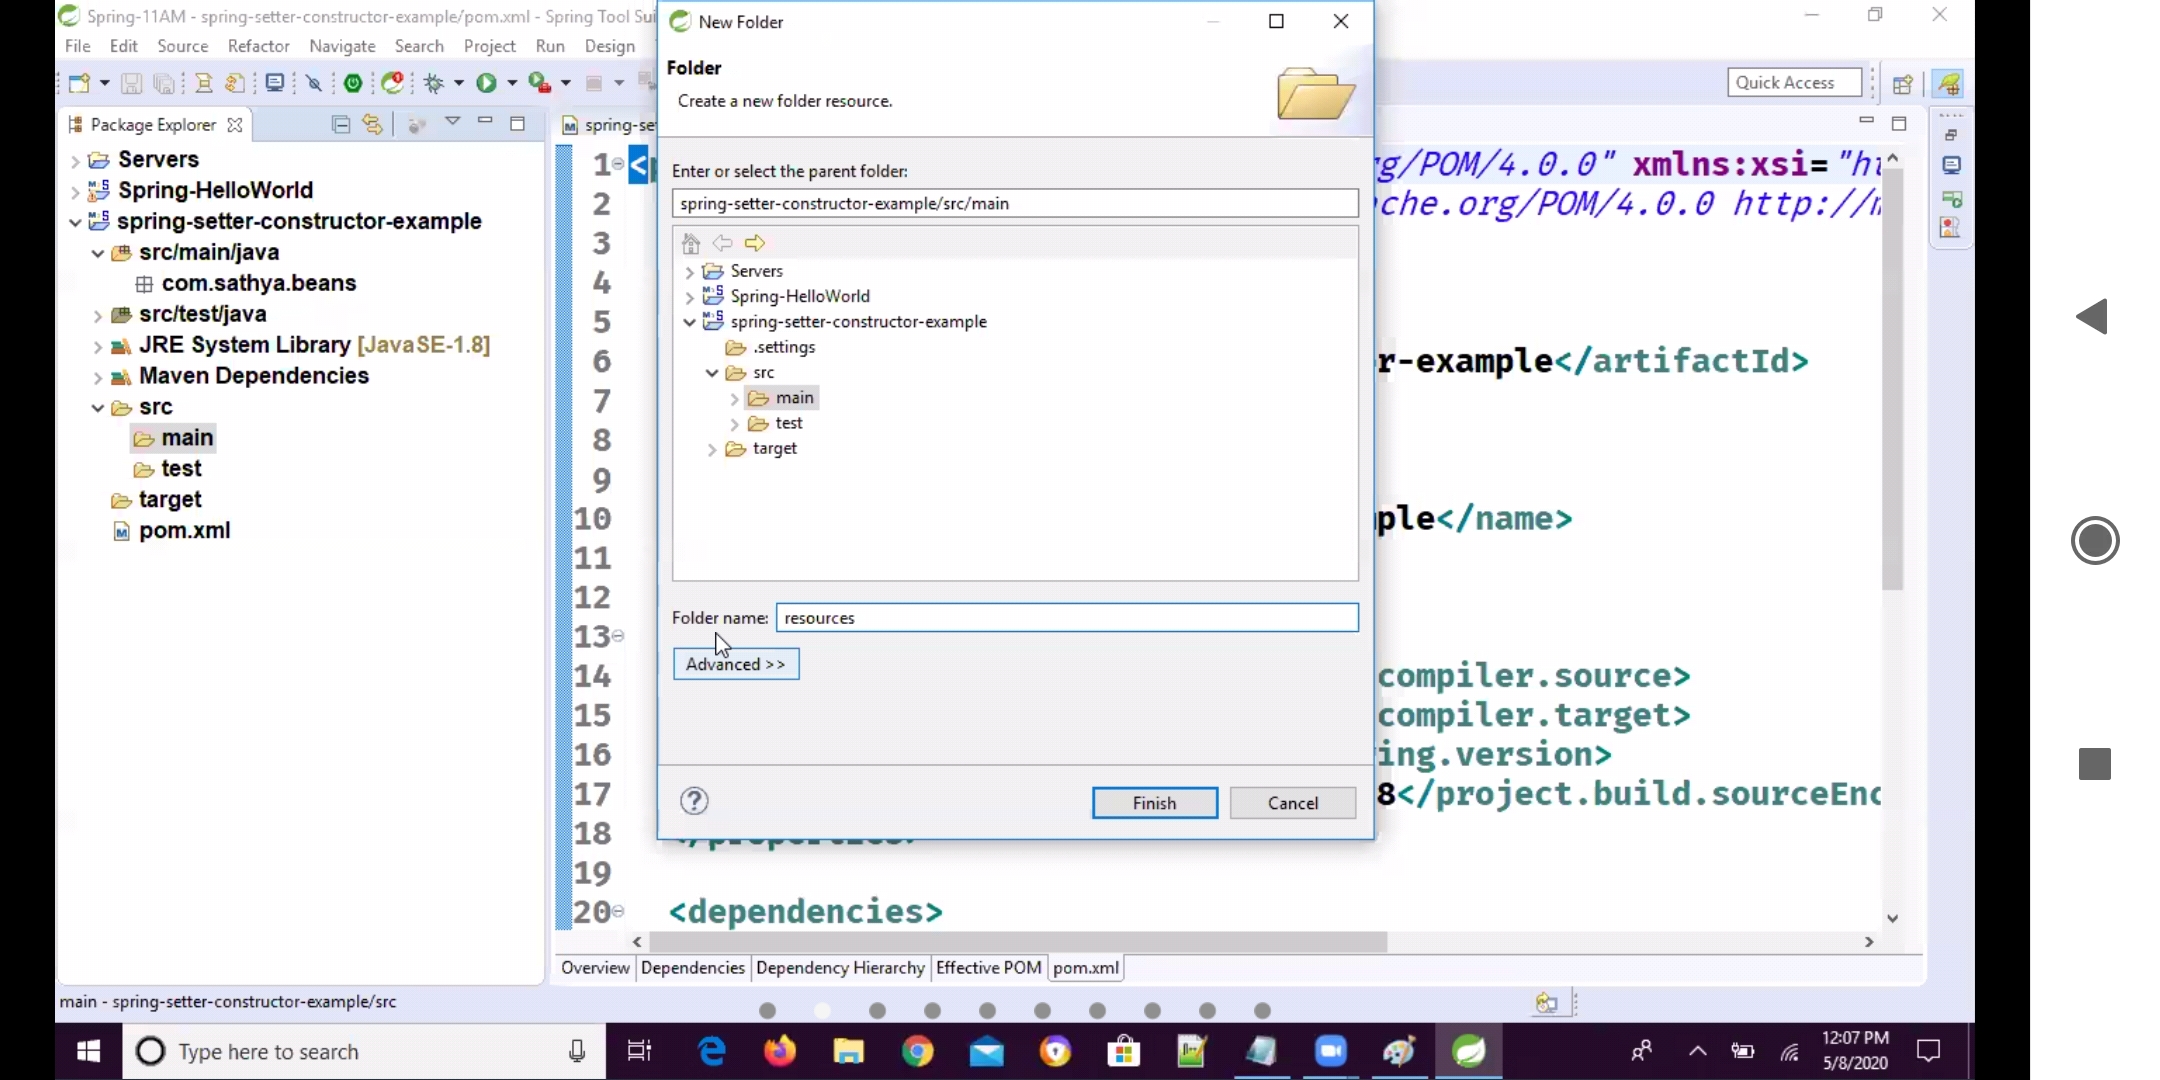 Spring-11AM - spring-setter-constructor-example/pom.xml - Spring Tool Sui
File Edit Source Refactor Navigate Search Project Run Design
Quick Access
Package Explorer
Servers
Spring-HelloWorld
spring-setter-constructor-example
src/main/java
com.sathya.beans
src/test/java
JRE System Library [JavaSE-1.8]
Maven Dependencies
src
main
test
target
pom.xml
New Folder
Folder
Create a new folder resource.
Enter or select the parent folder:
spring-setter-constructor-example/src/main
Servers
Spring-HelloWorld
spring-setter-constructor-example
.settings
src
main
test
target
Folder name: resources
Advanced >>
Finish Cancel
spring-se
1 < rg/POM/4.0.0" xmlns:xsi="ht
2 che.org/POM/4.0.0 http://m
3
4
5
6 r-example</artifactId>
7
8
9
10 ple</name>
11
12
13
14 compiler.source>
15 compiler.target>
16 ing.version>
17 8</project.build.sourceEnc
18 </properties>
19
20 <dependencies>
Overview Dependencies Dependency Hierarchy Effective POM pom.xml
main - spring-setter-constructor-example/src
Type here to search
12:07 PM
5/8/2020